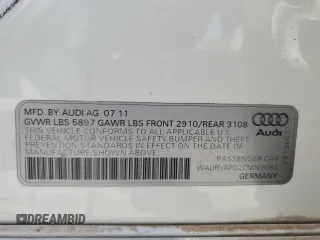 MFD. BY AUDI AG 07 11
GVWR LBS 5897 GAWR LBS FRONT 2910/REAR 3108
THIS VEHICLE CONFORMS TO ALL APPLICABLE U.S.
FEDERAL MOTOR VEHICLE SAFETY, BUMPER, AND THEFT
PREVENTION STANDARDS IN EFFECT ON THE DATE OF
MANUFACTURE SHOWN ABOVE.
Audi
PASSENGER CAR
GERMANY
DREAMBID